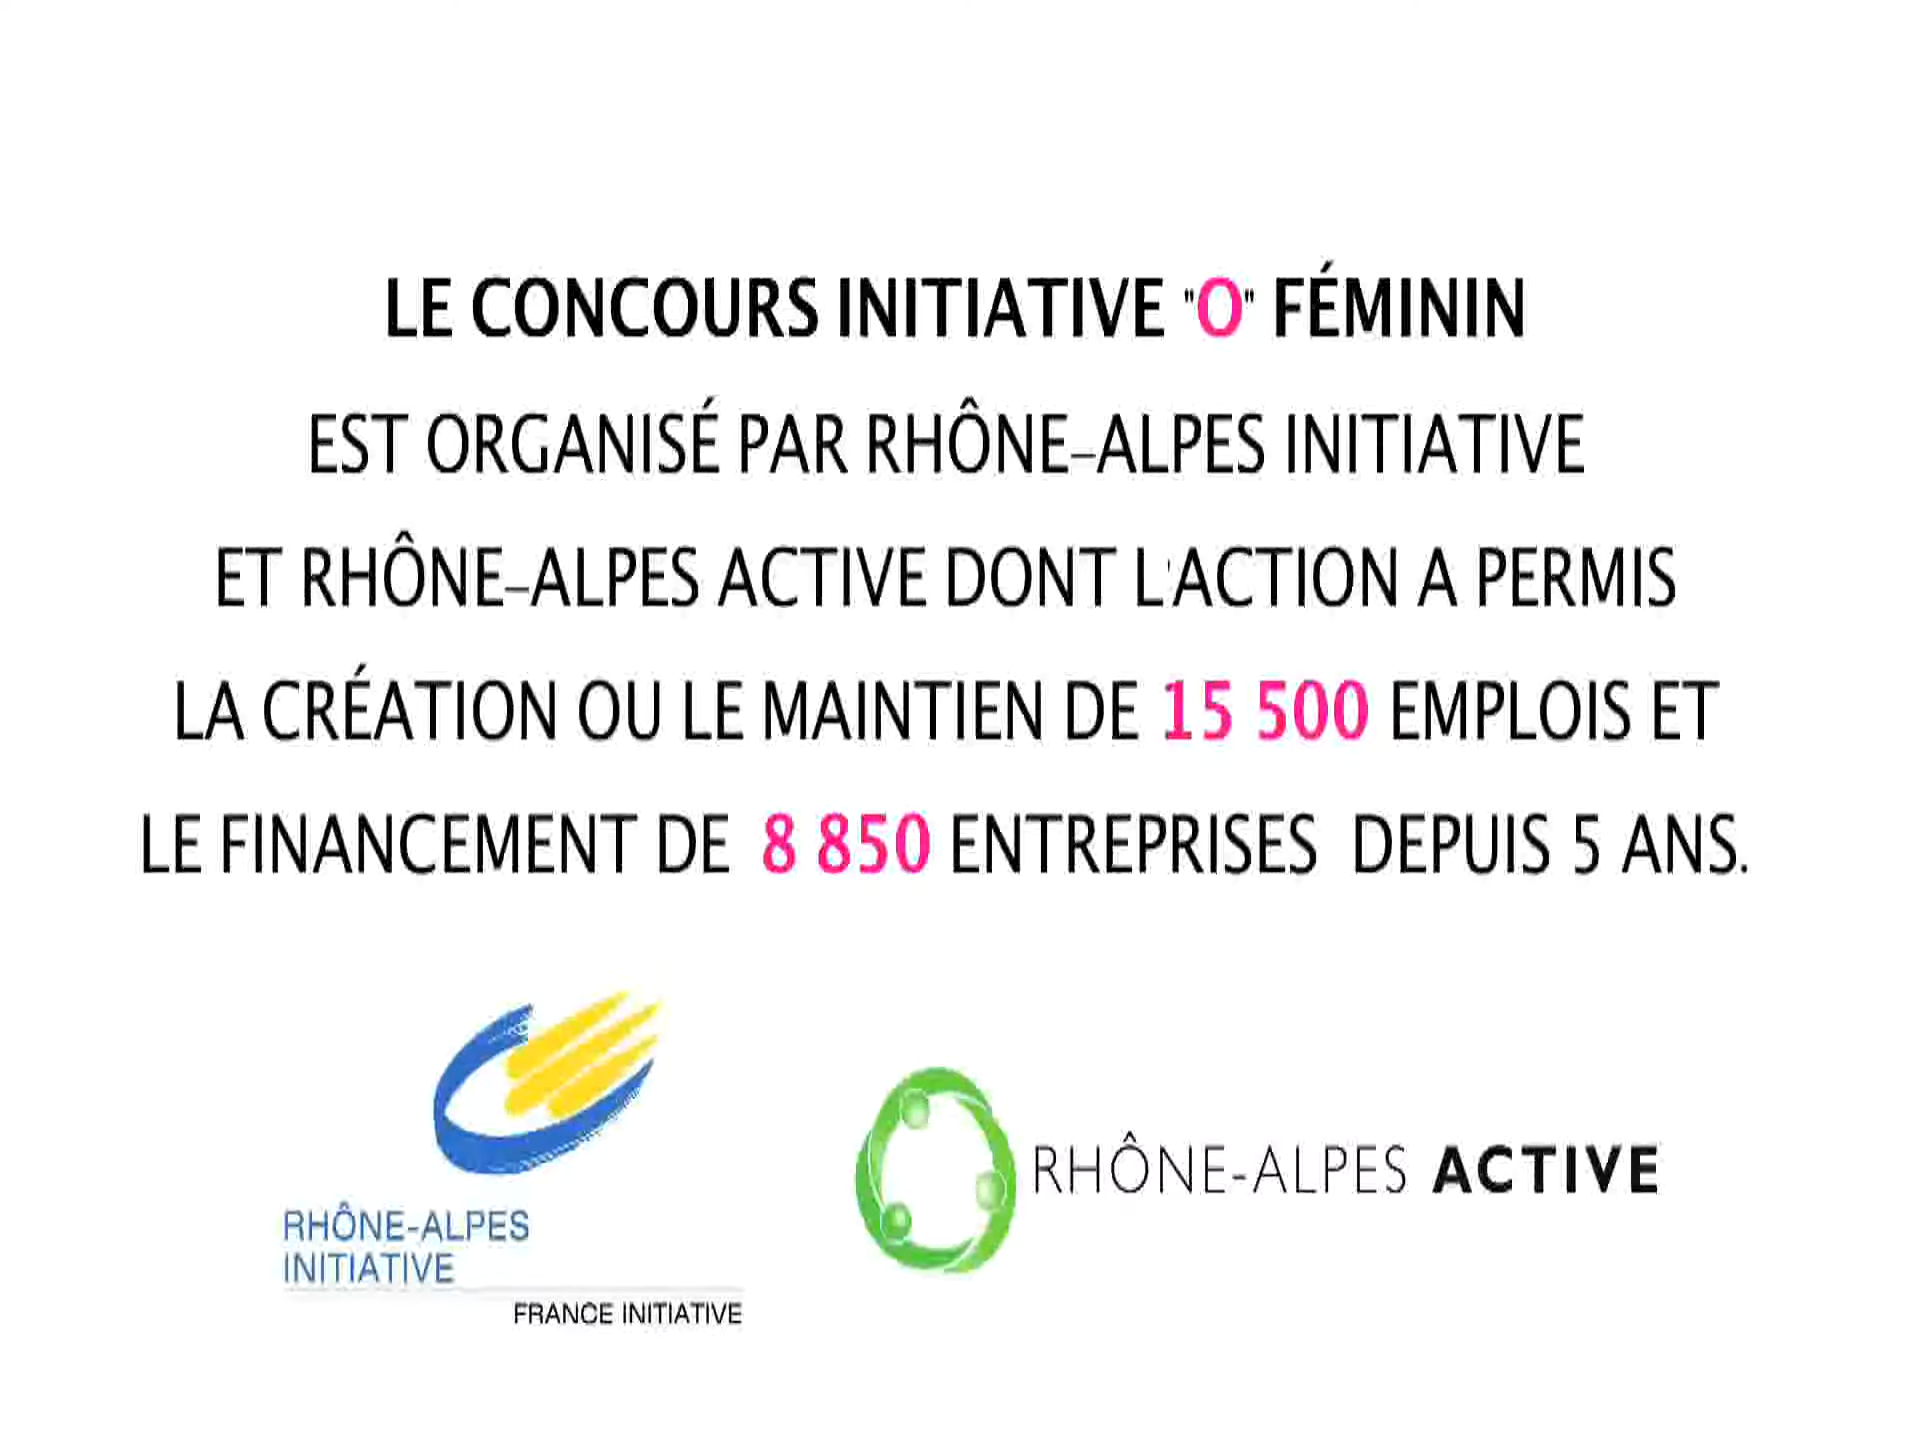 LE CONCOURS INITIATIVE "O" FÉMININ
EST ORGANISÉ PAR RHÔNE-ALPES INITIATIVE
ET RHÔNE-ALPES ACTIVE DONT L'ACTION A PERMIS
LA CRÉATION OU LE MAINTIEN DE 15 500 EMPLOIS ET
LE FINANCEMENT DE 8 850 ENTREPRISES DEPUIS 5 ANS.
RHÔNE-ALPES
INITIATIVE
FRANCE INITIATIVE
RHÔNE-ALPES ACTIVE